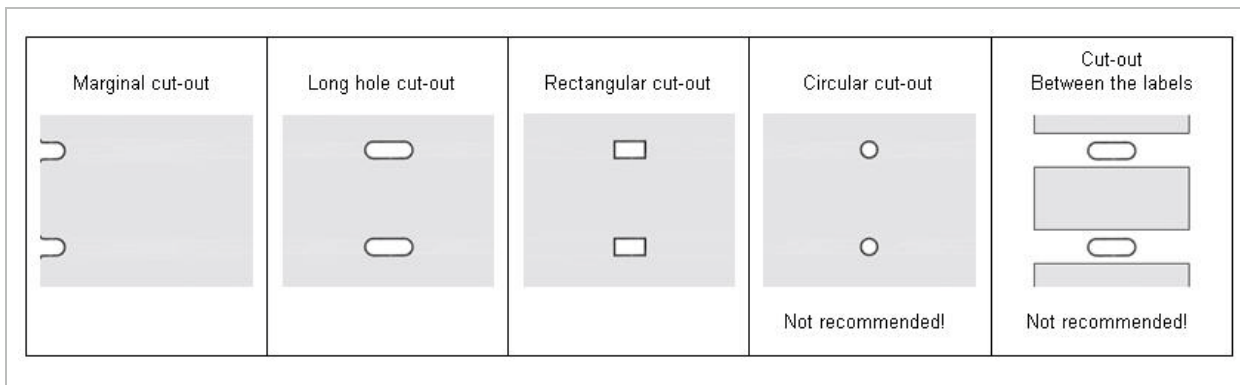 Marginal cut-out
Long hole cut-out
Rectangular cut-out
Circular cut-out
Not recommended!
Cut-out
Between the labels
Not recommended!